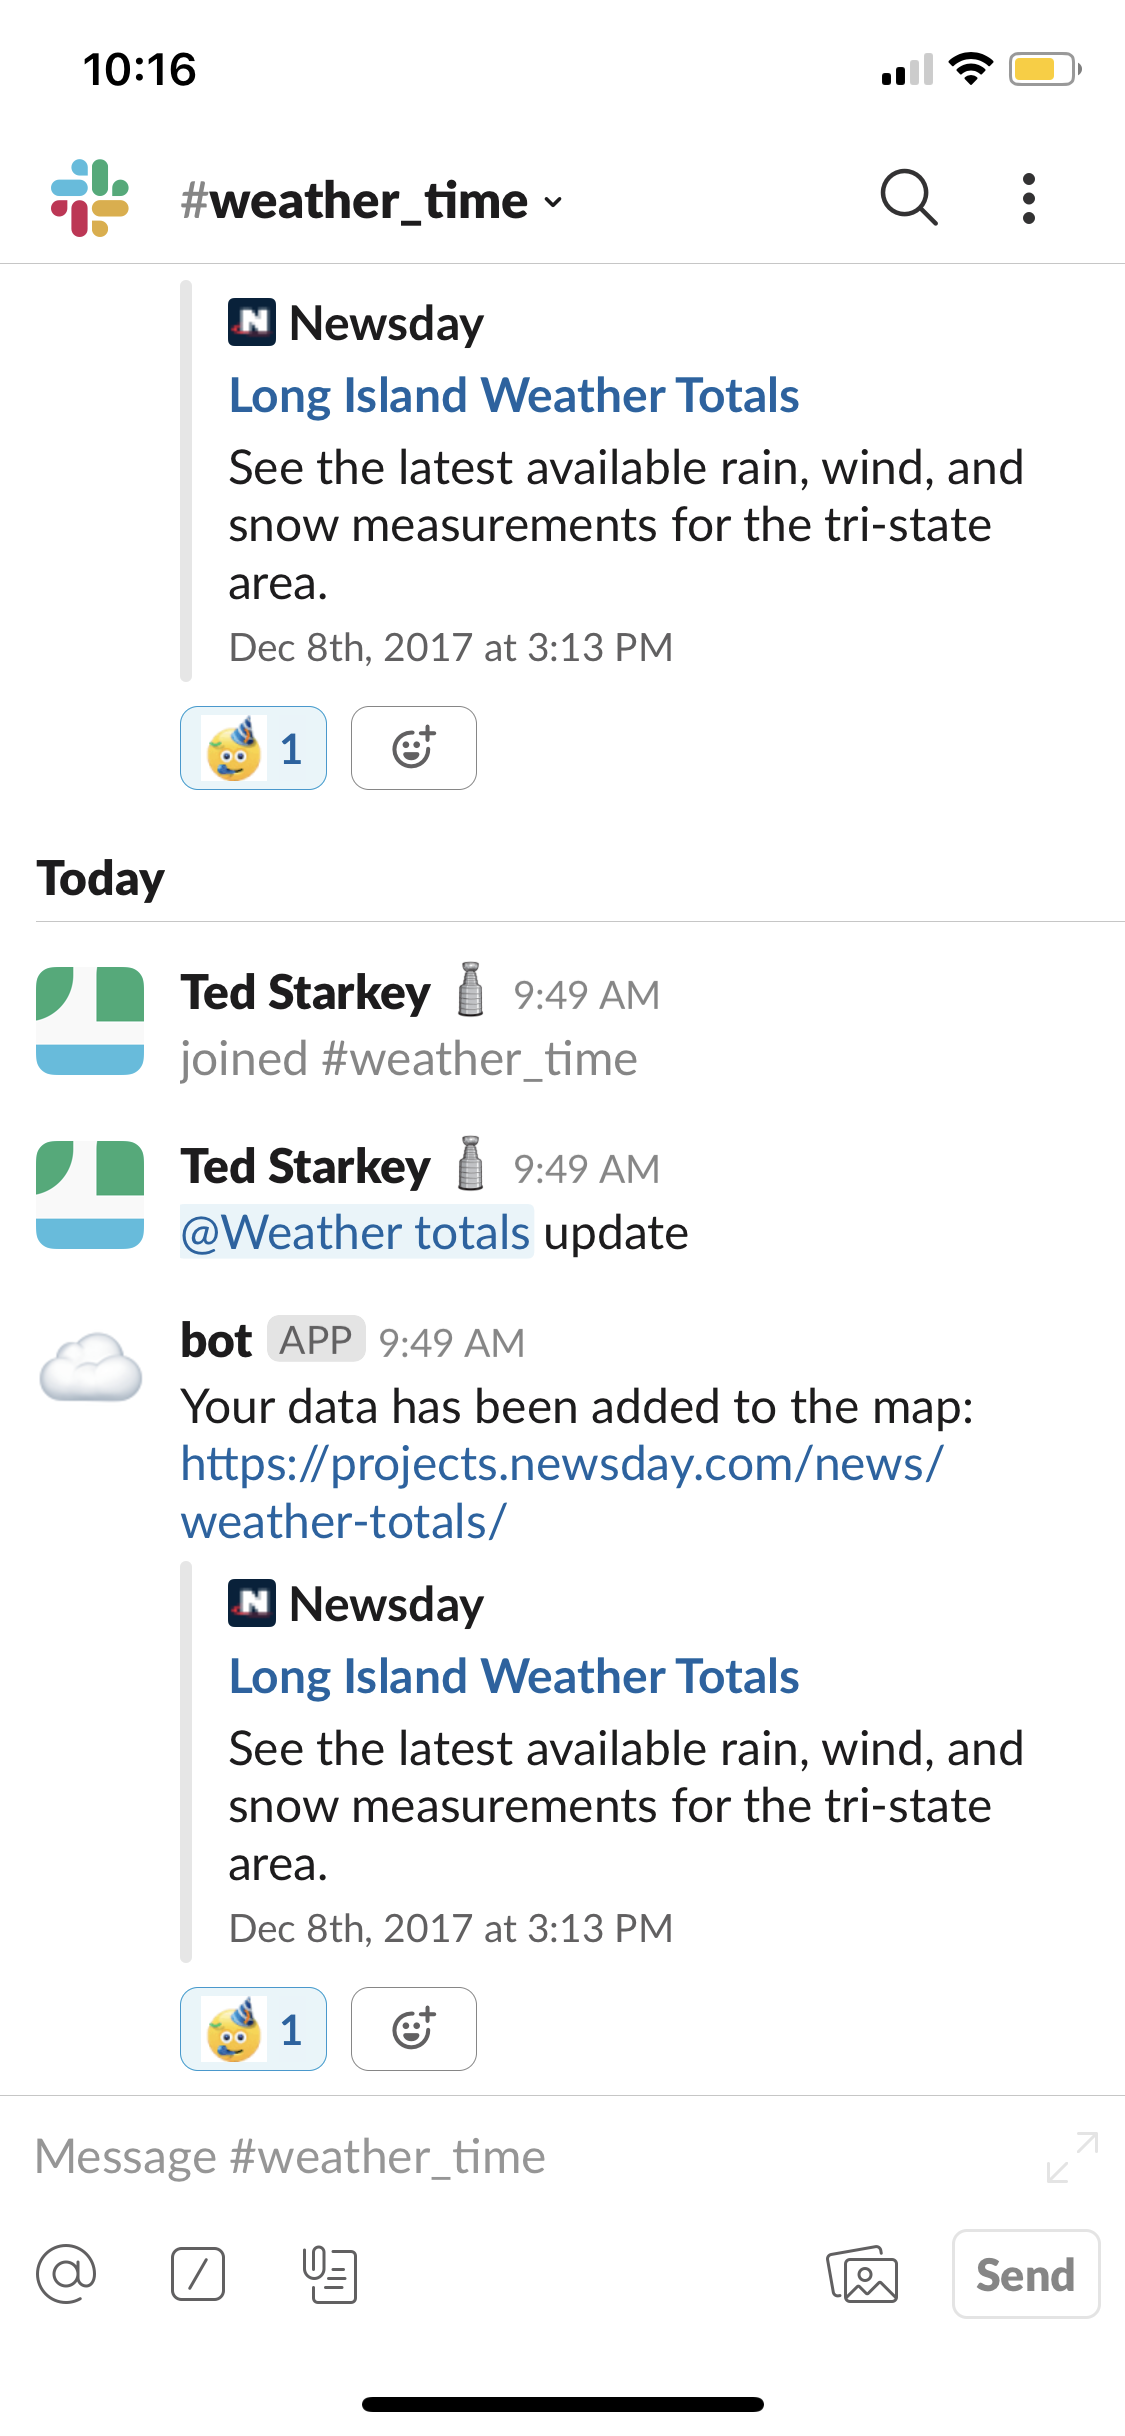 10:16
#weather_time
Newsday
Long Island Weather Totals
See the latest available rain, wind, and
snow measurements for the tri-state
area.
Dec 8th, 2017 at 3:13 PM
1
Today
Ted Starkey 9:49 AM
joined #weather_time
Ted Starkey 9:49 AM
@Weather totals update
bot APP 9:49 AM
Your data has been added to the map:
https://projects.newsday.com/news/
weather-totals/
Newsday
Long Island Weather Totals
See the latest available rain, wind, and
snow measurements for the tri-state
area.
Dec 8th, 2017 at 3:13 PM
1
Message #weather_time
Send